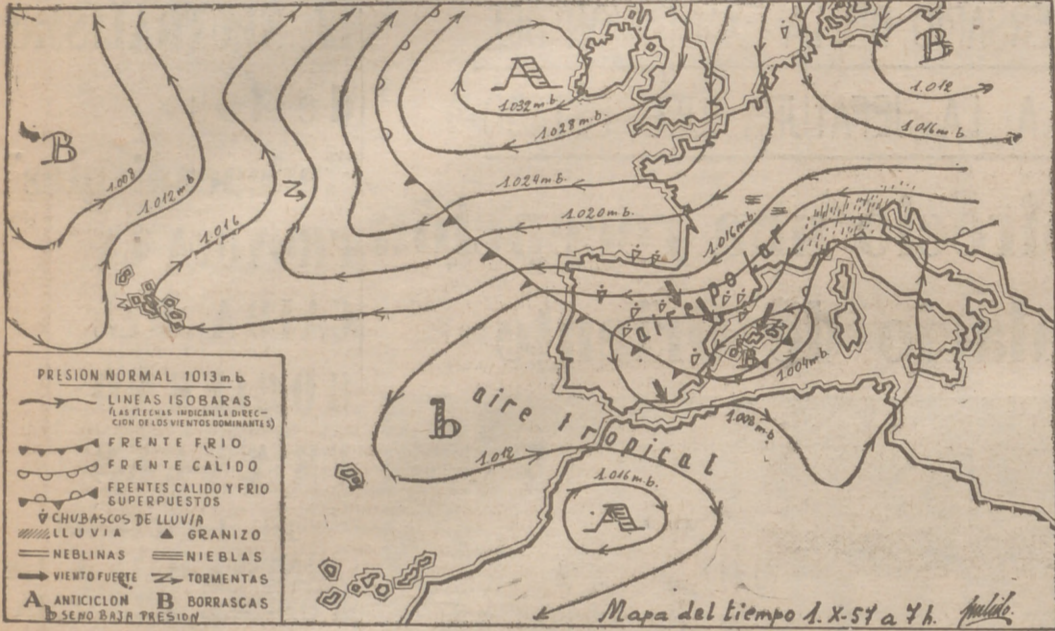 A
B
1.032 m.b.
1.012
1.028 m.b.
1.016 m.b.
B
1.008
1.024 m.b.
1.012 m.b.
1.020 m.b.
1.016
1.016 m.b.
aire polar
B
1.004 m.b.
b
aire tropical
1.008 m.b.
1.012
1.016 m.b.
A
PRESION NORMAL 1013 m.b.
LINEAS ISOBARAS
(LAS FLECHAS INDICAN LA DIREC-
CION DE LOS VIENTOS DOMINANTES)
FRENTE FRIO
FRENTE CALIDO
FRENTES CALIDO Y FRIO
SUPERPUESTOS
CHUBASCOS DE LLUVIA
LLUVIA GRANIZO
NEBLINAS NIEBLAS
VIENTO FUERTE TORMENTAS
A ANTICICLON B BORRASCAS
b SENO BAJA PRESION
Mapa del tiempo 1.X-57 a 7h.